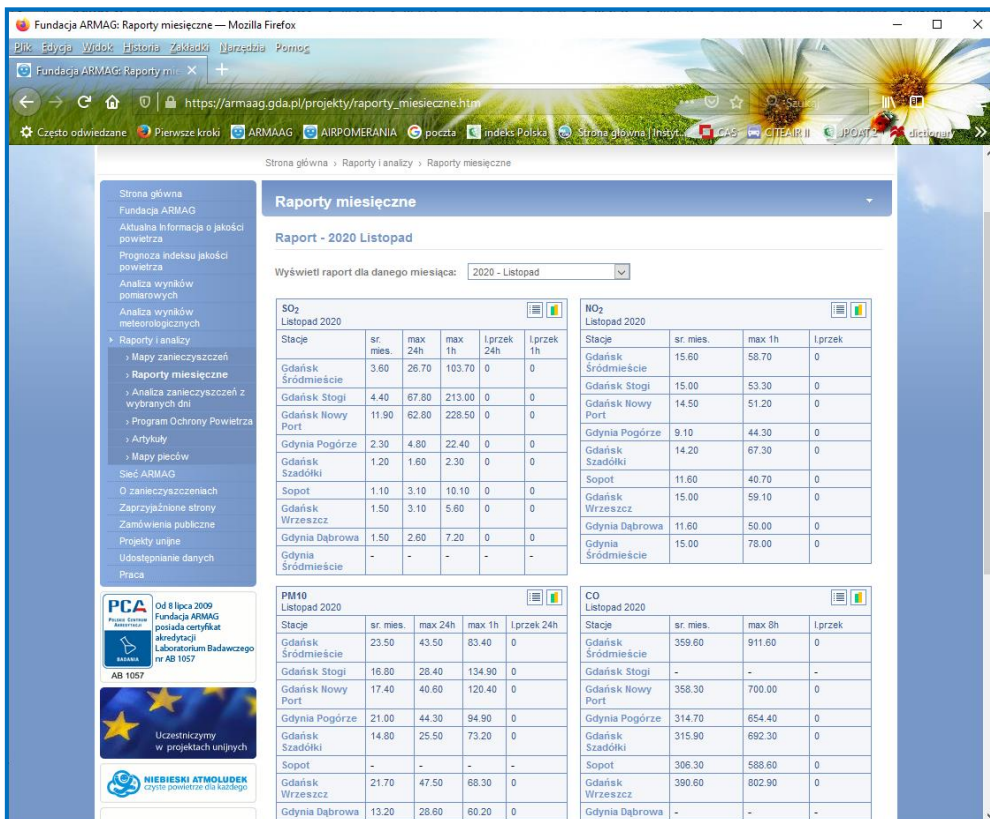 Fundacja ARMAG: Raporty miesięczne — Mozilla Firefox
Plik Edycja Widok Historia Zakładki Narzędzia Pomoc
Fundacja ARMAG: Raporty mie
https://armaag.gda.pl/projekty/raporty_miesieczne.htm
Szukaj
Często odwiedzane Pierwsze kroki ARMAAG AIRPOMERANIA poczta indeks Polska Strona główna | Instyt... CAS CITEAIR II JPOAT2 dictionary
Strona główna › Raporty i analizy › Raporty miesięczne
Strona główna
Fundacja ARMAG
Aktualna Informacja o jakości
powietrza
Prognoza indeksu jakości
powietrza
Analiza wyników
pomiarowych
Analiza wyników
meteorologicznych
Raporty i analizy
› Mapy zanieczyszczeń
› Raporty miesięczne
› Analiza zanieczyszczeń z
wybranych dni
› Program Ochrony Powietrza
› Artykuły
› Mapy pieców
Sieć ARMAG
O zanieczyszczeniach
Zaprzyjaźnione strony
Zamówienia publiczne
Projekty unijne
Udostępnianie danych
Praca
PCA
POLSKIE CENTRUM
AKREDYTACJI
BADANIA
AB 1057
Od 8 lipca 2009
Fundacja ARMAG
posiada certyfikat
akredytacji
Laboratorium Badawczego
nr AB 1057
Uczestniczymy
w projektach unijnych
NIEBIESKI ATMOLUDEK
czyste powietrze dla każdego
Raporty miesięczne
Raport - 2020 Listopad
Wyświetl raport dla danego miesiąca: 2020 - Listopad
SO2
Listopad 2020
Stacje sr. mies. max 24h max 1h l.przek 24h l.przek 1h
Gdańsk Śródmieście 3.60 26.70 103.70 0 0
Gdańsk Stogi 4.40 67.80 213.00 0 0
Gdańsk Nowy Port 11.90 62.80 228.50 0 0
Gdynia Pogórze 2.30 4.80 22.40 0 0
Gdańsk Szadółki 1.20 1.60 2.30 0 0
Sopot 1.10 3.10 10.10 0 0
Gdańsk Wrzeszcz 1.50 3.10 5.60 0 0
Gdynia Dąbrowa 1.50 2.60 7.20 0 0
Gdynia Śródmieście - - - - -
NO2
Listopad 2020
Stacje sr. mies. max 1h l.przek
Gdańsk Śródmieście 15.60 58.70 0
Gdańsk Stogi 15.00 53.30 0
Gdańsk Nowy Port 14.50 51.20 0
Gdynia Pogórze 9.10 44.30 0
Gdańsk Szadółki 14.20 67.30 0
Sopot 11.60 40.70 0
Gdańsk Wrzeszcz 15.00 59.10 0
Gdynia Dąbrowa 11.60 50.00 0
Gdynia Śródmieście 15.00 78.00 0
PM10
Listopad 2020
Stacje sr. mies. max 24h max 1h l.przek 24h
Gdańsk Śródmieście 23.50 43.50 83.40 0
Gdańsk Stogi 16.80 28.40 134.90 0
Gdańsk Nowy Port 17.40 40.60 120.40 0
Gdynia Pogórze 21.00 44.30 94.90 0
Gdańsk Szadółki 14.80 25.50 73.20 0
Sopot - - - -
Gdańsk Wrzeszcz 21.70 47.50 68.30 0
Gdynia Dąbrowa 13.20 28.60 60.20 0
CO
Listopad 2020
Stacje sr. mies. max 8h l.przek
Gdańsk Śródmieście 359.60 911.60 0
Gdańsk Stogi - - -
Gdańsk Nowy Port 358.30 700.00 0
Gdynia Pogórze 314.70 654.40 0
Gdańsk Szadółki 315.90 692.30 0
Sopot 306.30 588.60 0
Gdańsk Wrzeszcz 390.60 802.90 0
Gdynia Dąbrowa - - -